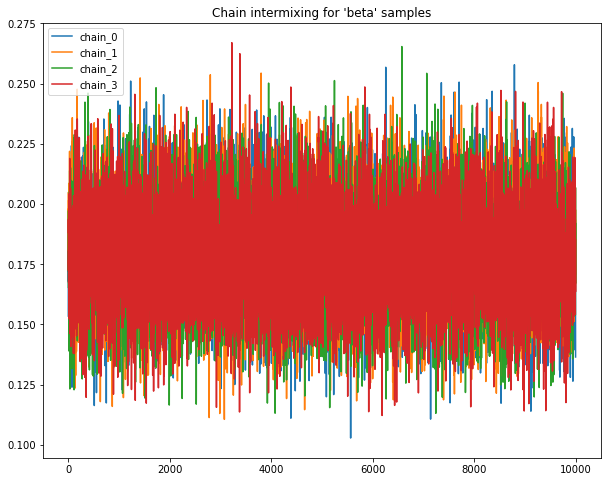 Chain intermixing for 'beta' samples
chain_0
chain_1
chain_2
chain_3
0.275
0.250
0.225
0.200
0.175
0.150
0.125
0.100
0 2000 4000 6000 8000 10000